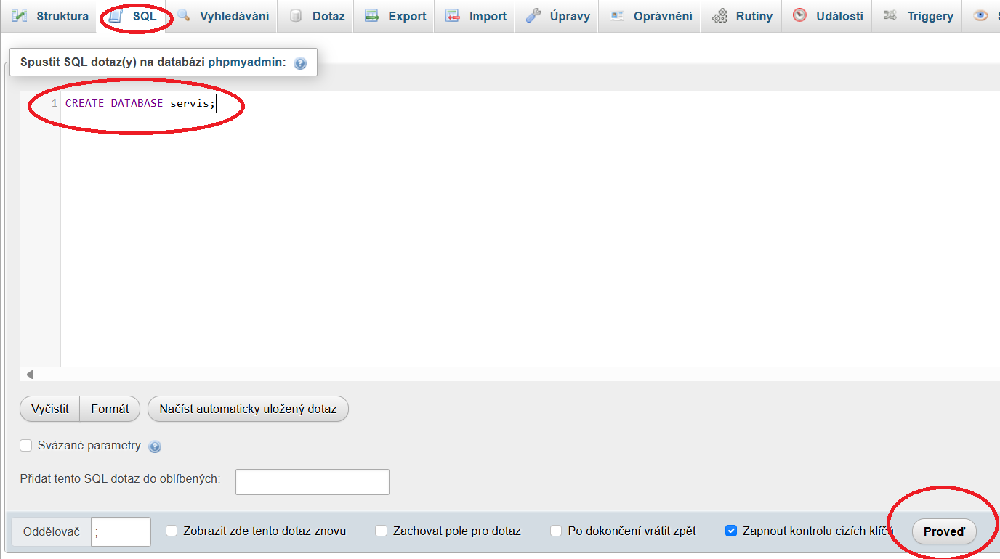 Struktura SQL Vyhledávání Dotaz Export Import Úpravy Oprávnění Rutiny Události Triggery
Spustit SQL dotaz(y) na databázi phpmyadmin:
1 CREATE DATABASE servis;
Vyčistit Formát Načíst automaticky uložený dotaz
Svázané parametry
Přidat tento SQL dotaz do oblíbených:
Oddělovač ; Zobrazit zde tento dotaz znovu Zachovat pole pro dotaz Po dokončení vrátit zpět Zapnout kontrolu cizích klíčů Proveď